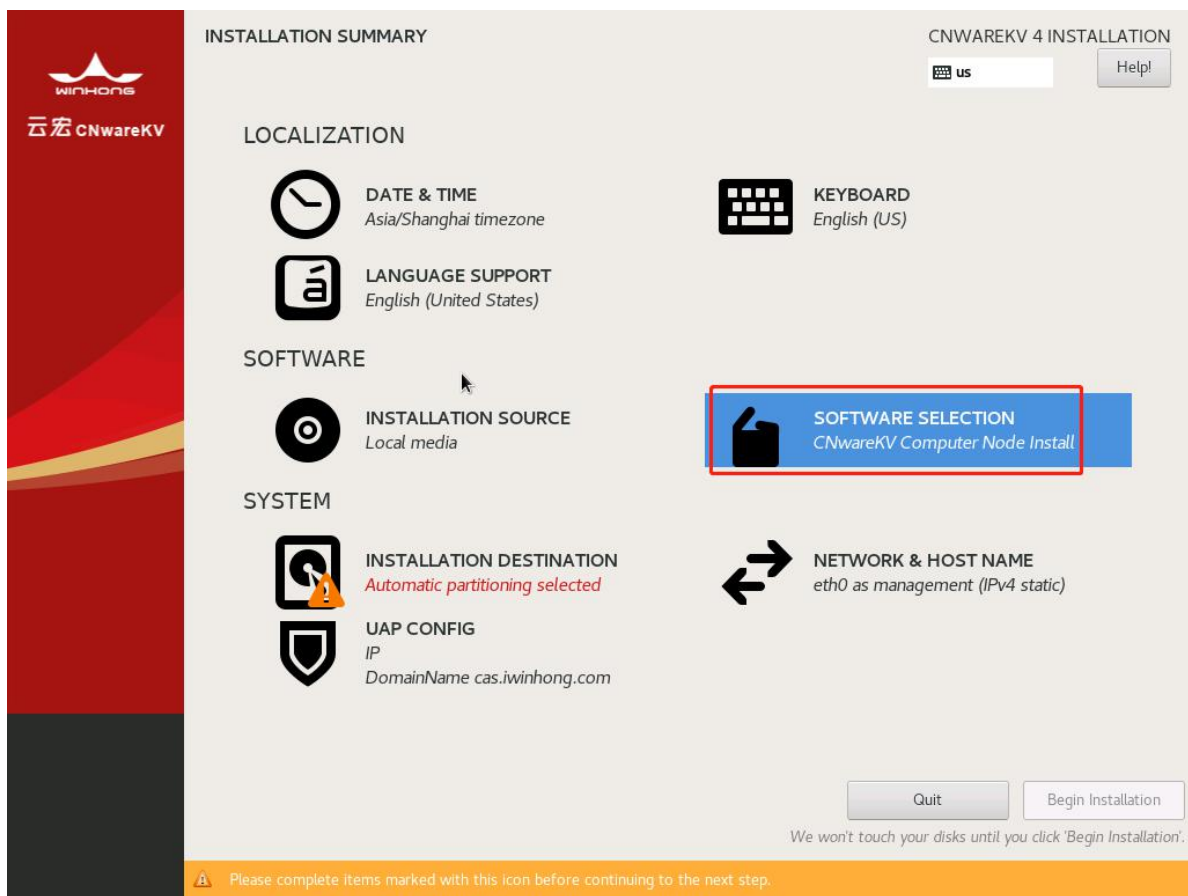 INSTALLATION SUMMARY
CNWAREKV 4 INSTALLATION
us
Help!
WINHONG
云宏 CNwareKV
LOCALIZATION
DATE & TIME
Asia/Shanghai timezone
KEYBOARD
English (US)
á
LANGUAGE SUPPORT
English (United States)
SOFTWARE
INSTALLATION SOURCE
Local media
SOFTWARE SELECTION
CNwareKV Computer Node Install
SYSTEM
INSTALLATION DESTINATION
Automatic partitioning selected
NETWORK & HOST NAME
eth0 as management (IPv4 static)
UAP CONFIG
IP
DomainName cas.iwinhong.com
Quit
Begin Installation
We won't touch your disks until you click 'Begin Installation'.
Please complete items marked with this icon before continuing to the next step.